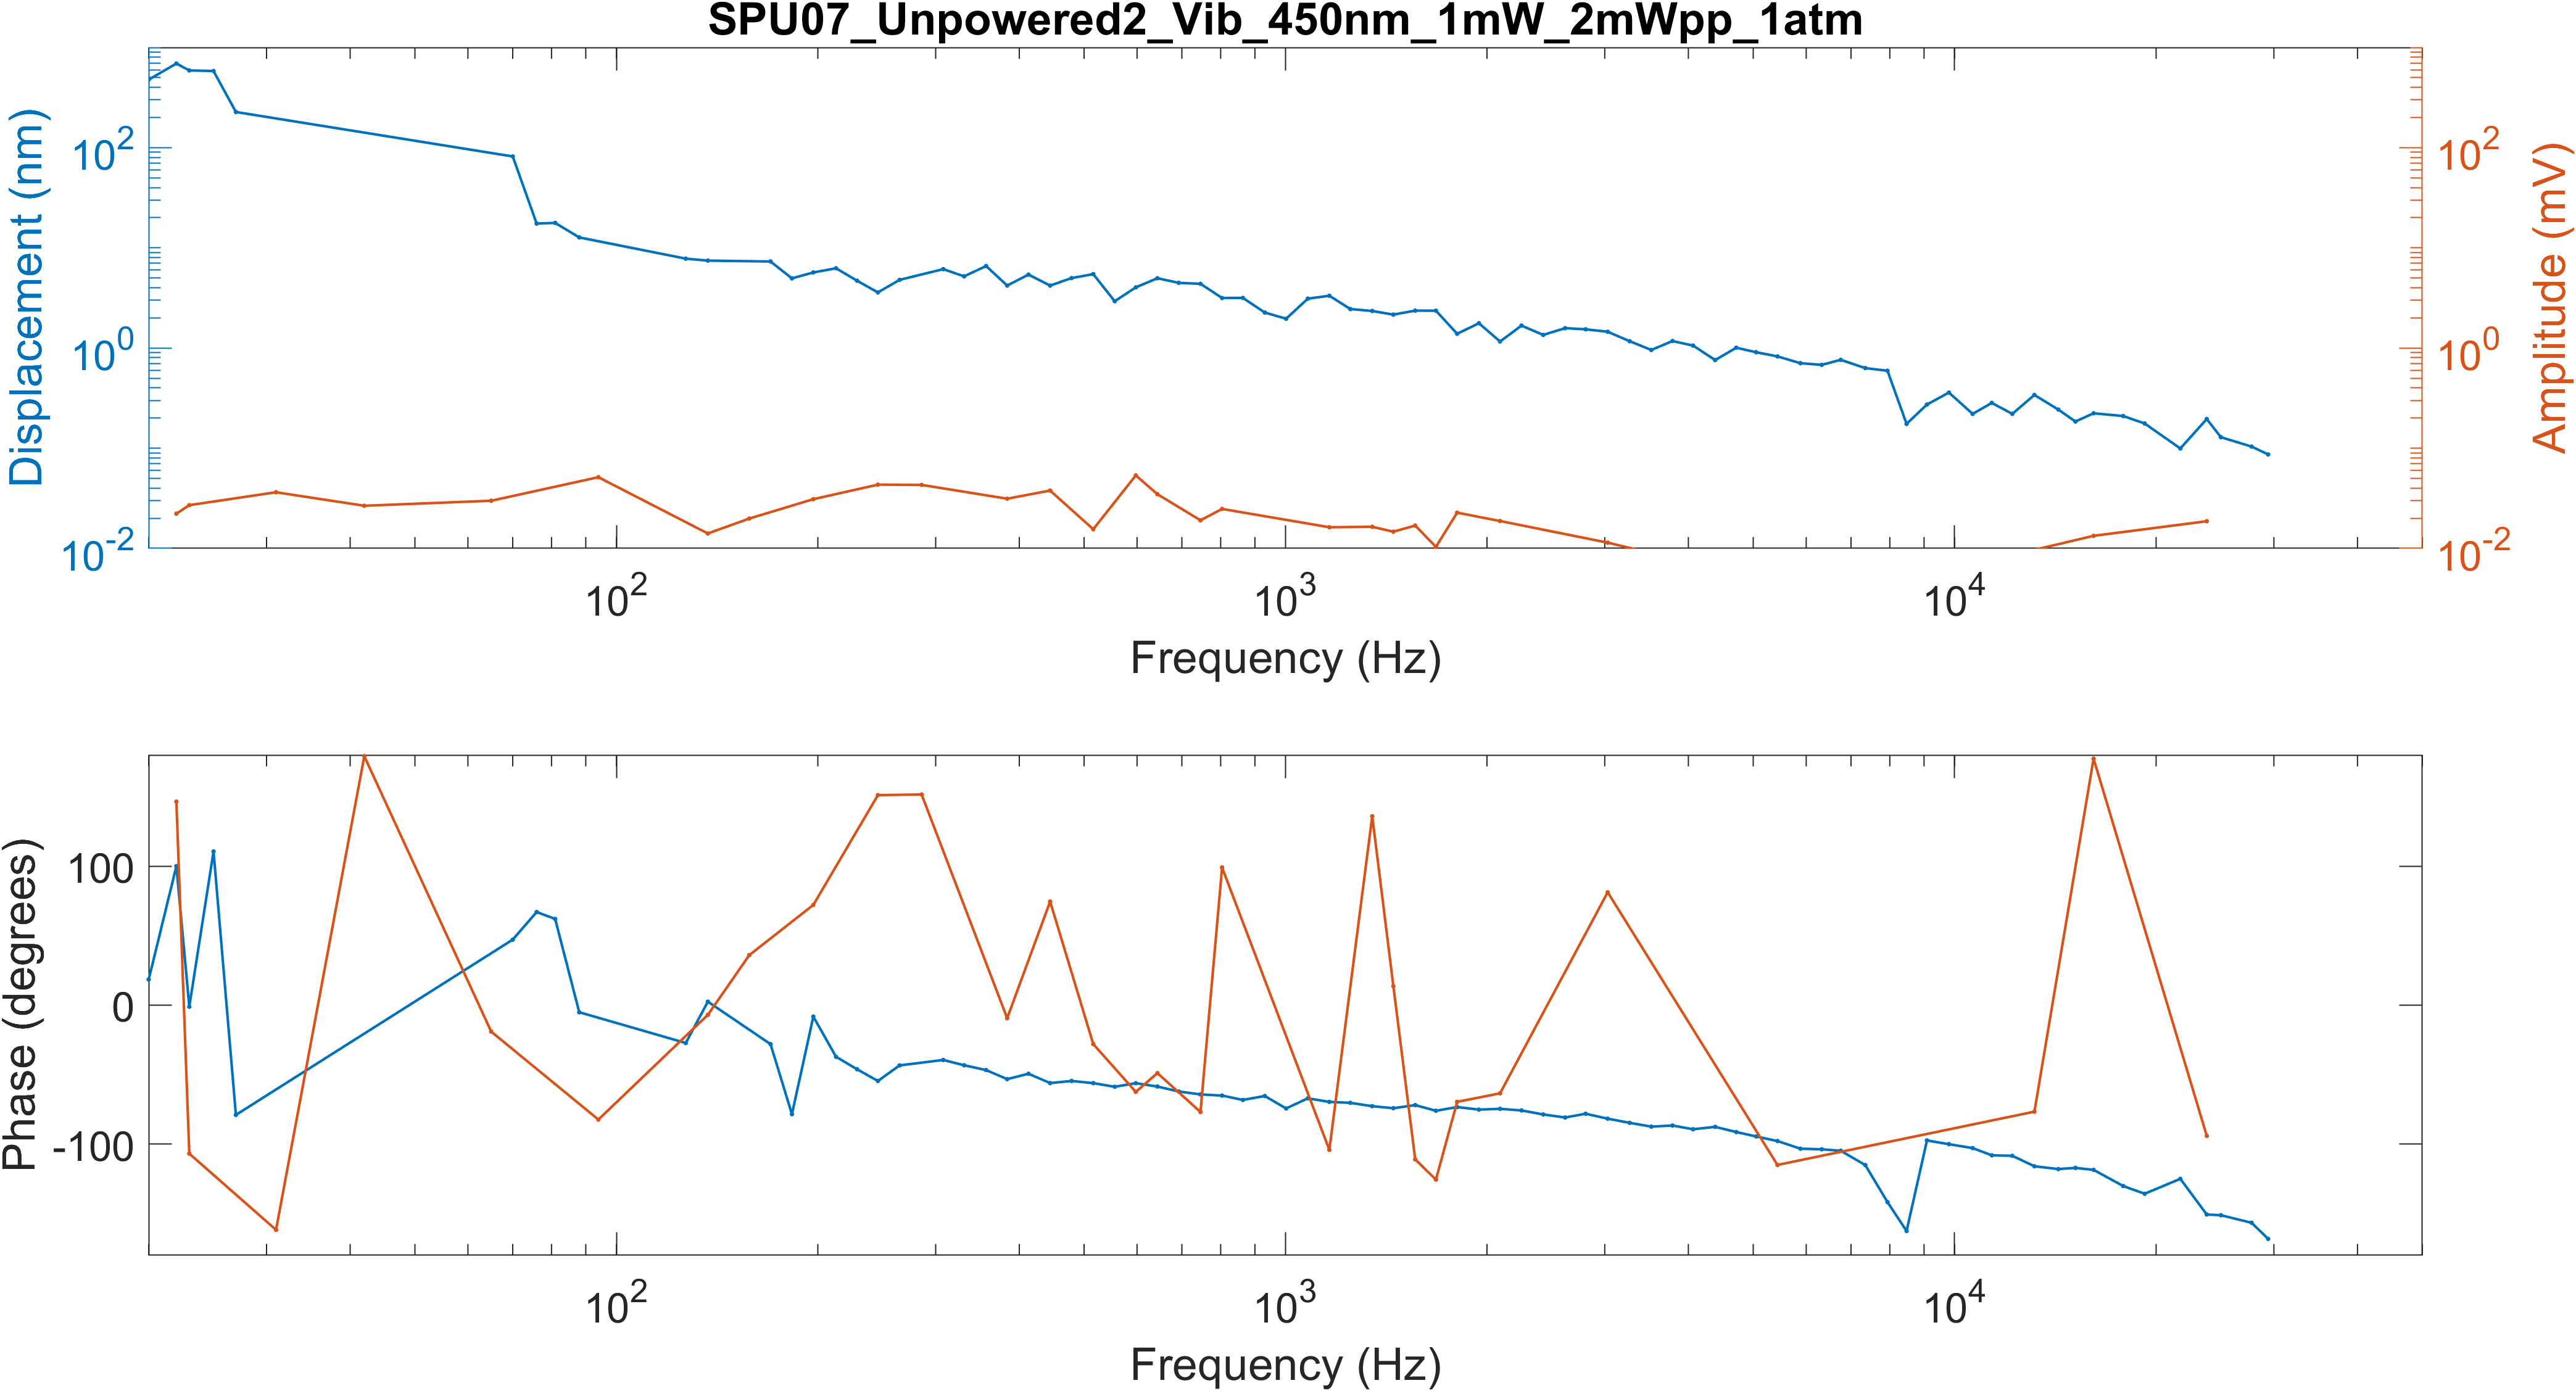 SPU07_Unpowered2_Vib_450nm_1mW_2mWpp_1atm
Displacement (nm)
10^2
10^0
10^-2
Amplitude (mV)
10^2
10^0
10^-2
10^2 10^3 10^4
Frequency (Hz)
Phase (degrees)
100
0
-100
10^2 10^3 10^4
Frequency (Hz)